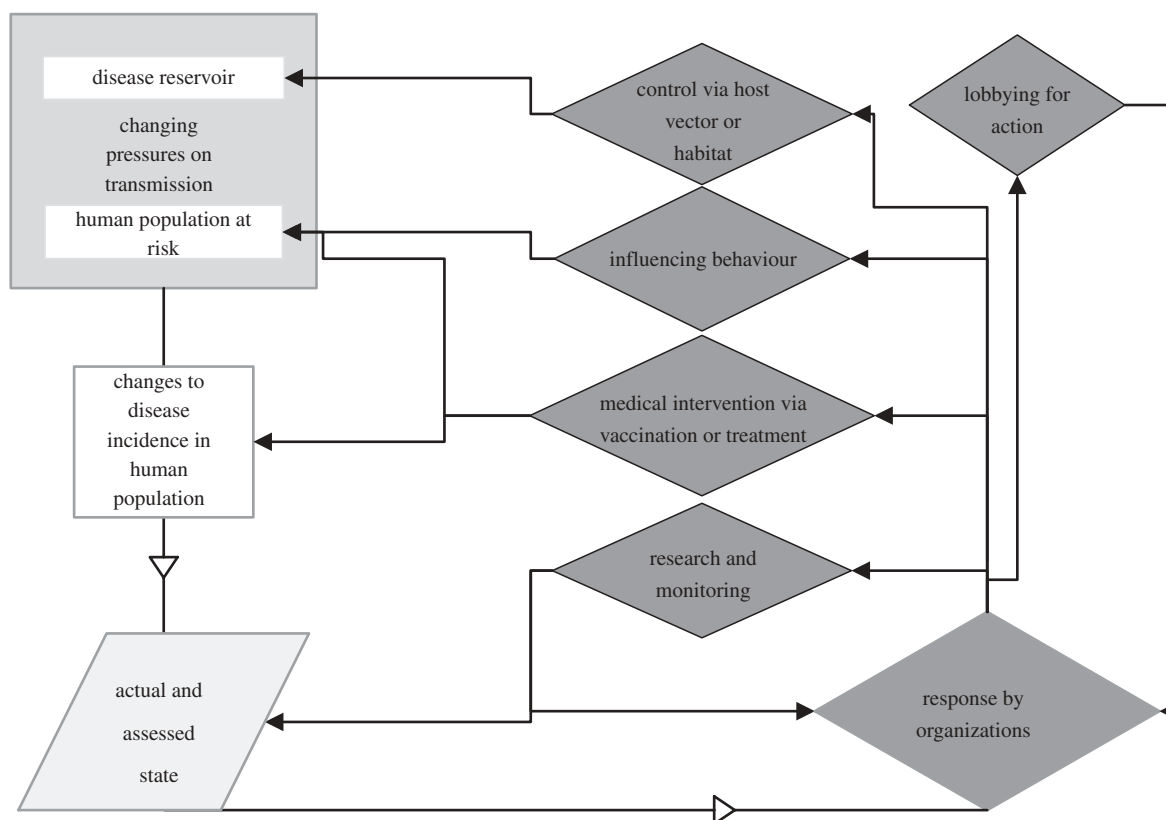 disease reservoir
changing
pressures on
transmission
human population at
risk
changes to
disease
incidence in
human
population
actual and
assessed
state
control via host
vector or
habitat
influencing behaviour
medical intervention via
vaccination or treatment
research and
monitoring
lobbying for
action
response by
organizations